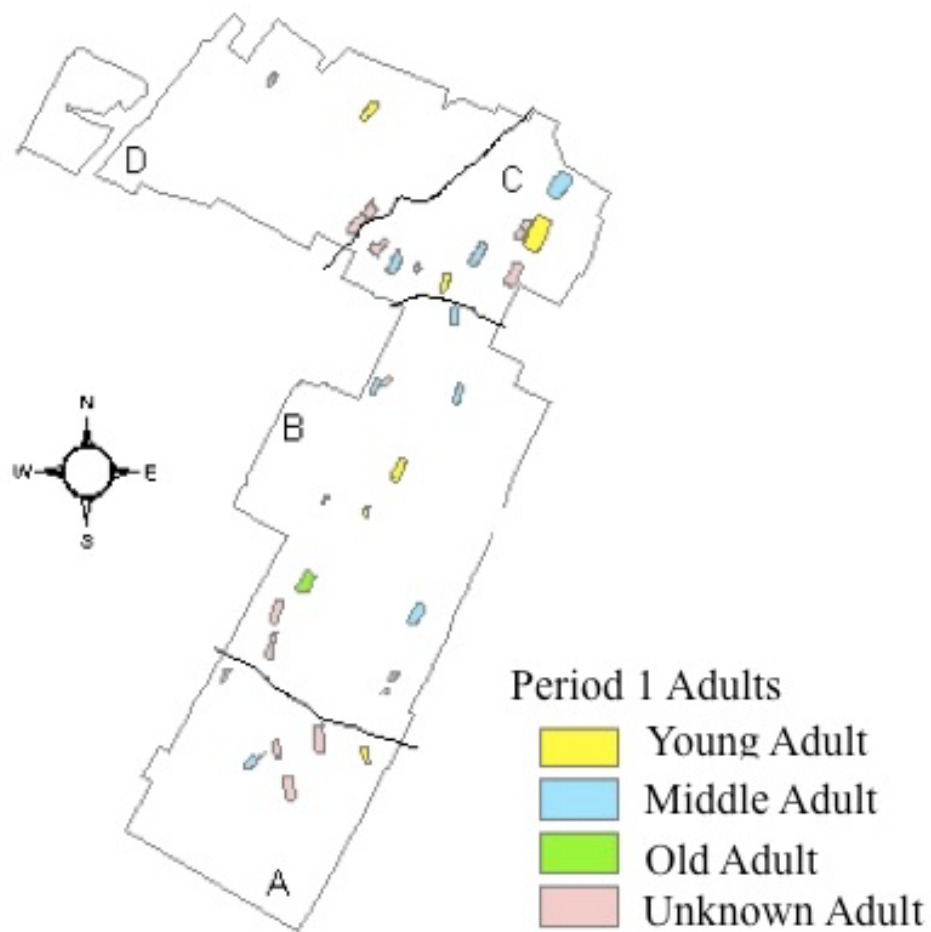 D
C
N
B
W E
S
Period 1 Adults
Young Adult
Middle Adult
Old Adult
Unknown Adult
A